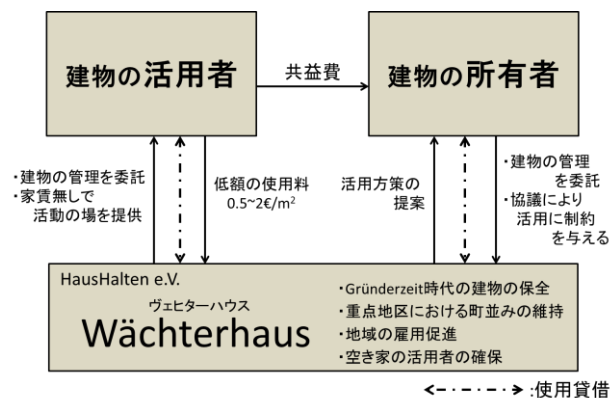 建物の活用者
共益費
建物の所有者
・建物の管理を委託
・家賃無しで
活動の場を提供
低額の使用料
0.5~2€/m²
活用方策の
提案
・建物の管理
を委託
・協議により
活用に制約
を与える
HausHalten e.V.
ヴェヒターハウス
Wächterhaus
・Gründerzeit時代の建物の保全
・重点地区における町並みの維持
・地域の雇用促進
・空き家の活用者の確保
:使用貸借